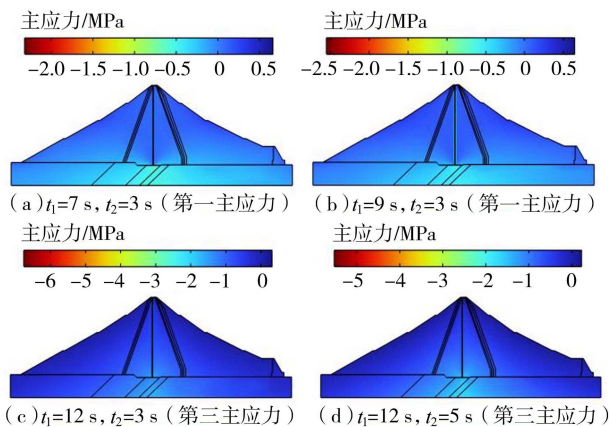 主应力/MPa 主应力/MPa
-2.0 -1.5 -1.0 -0.5 0 0.5 -2.5 -2.0 -1.5 -1.0 -0.5 0 0.5
(a)t₁=7 s, t₂=3 s(第一主应力) (b)t₁=9 s, t₂=3 s(第一主应力)
主应力/MPa 主应力/MPa
-6 -5 -4 -3 -2 -1 0 -5 -4 -3 -2 -1 0
(c)t₁=12 s, t₂=3 s(第三主应力) (d)t₁=12 s, t₂=5 s(第三主应力)